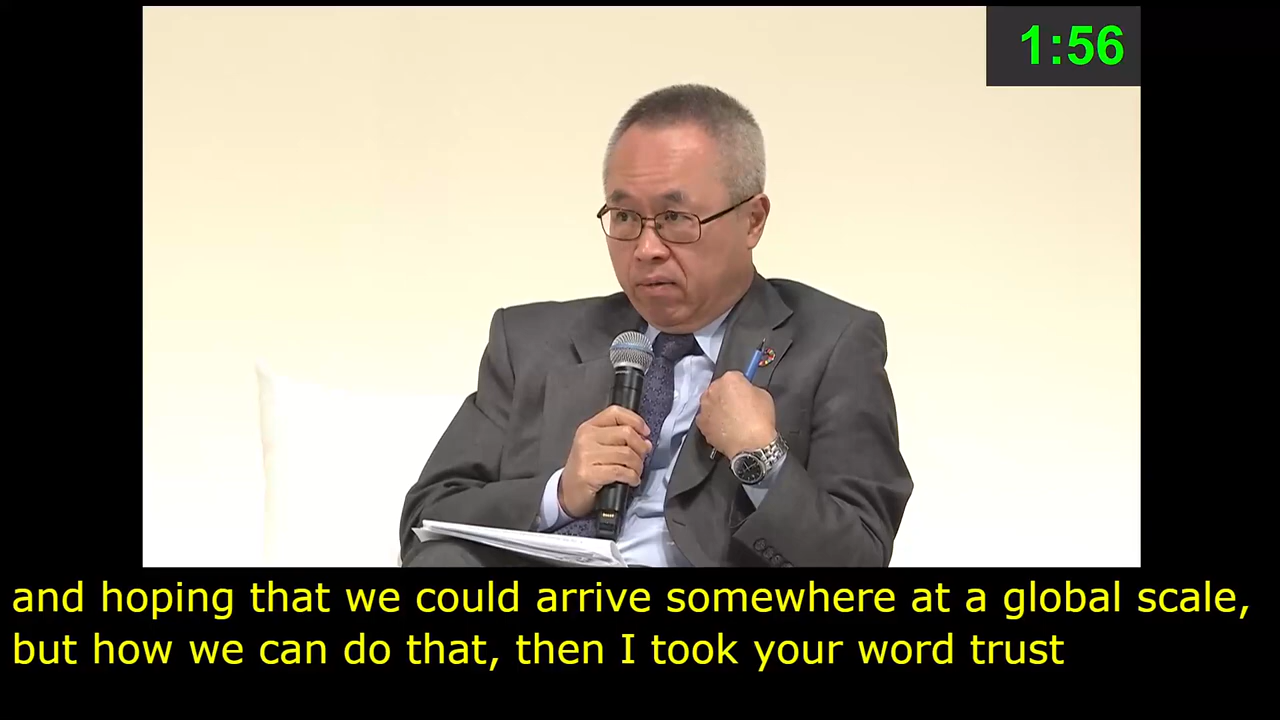 1:56
and hoping that we could arrive somewhere at a global scale,
but how we can do that, then I took your word trust